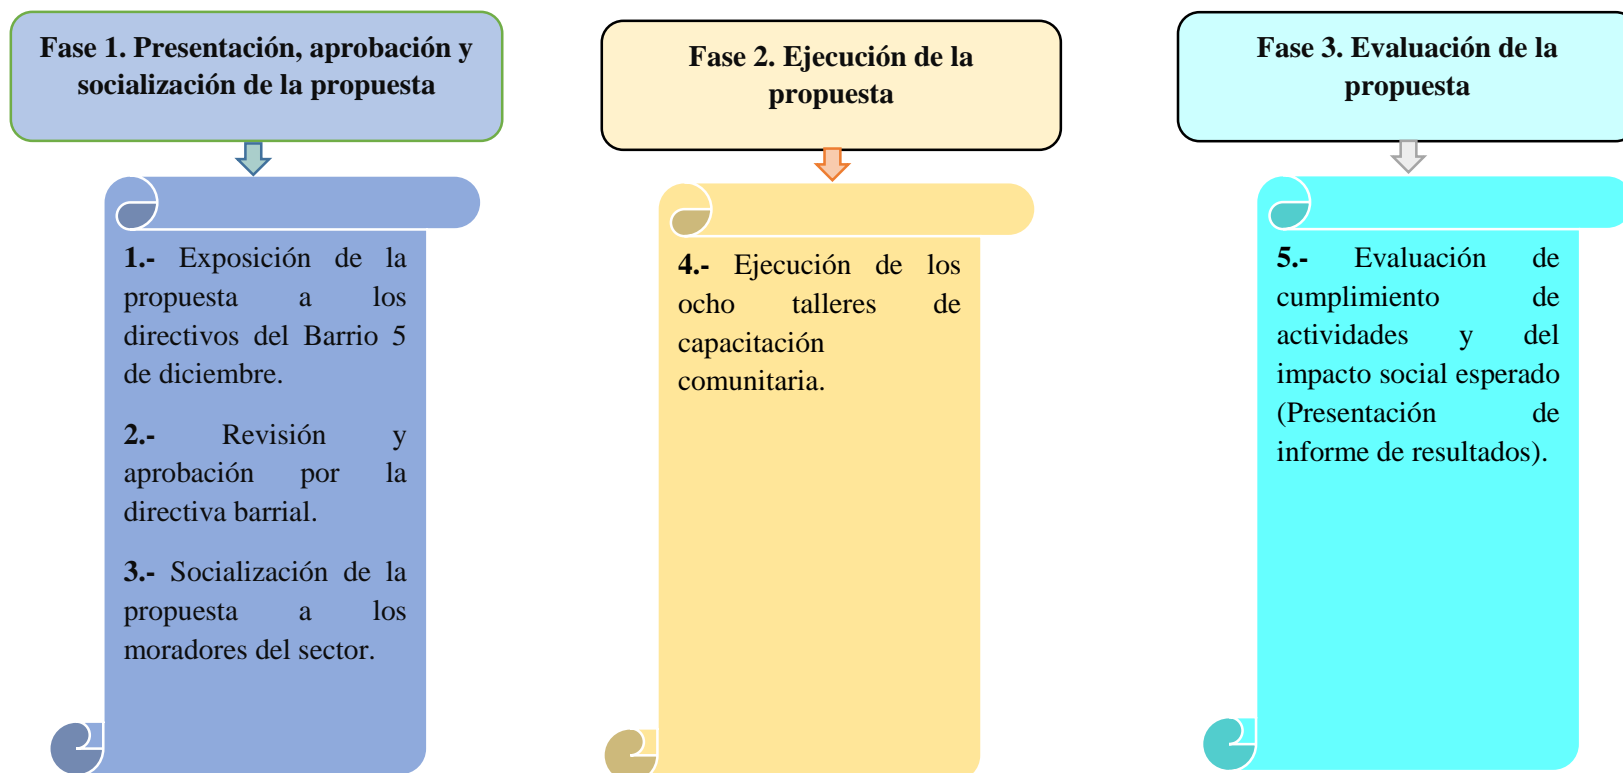 Fase 1. Presentación, aprobación y
socialización de la propuesta
1.- Exposición de la
propuesta a los
directivos del Barrio 5
de diciembre.
2.- Revisión y
aprobación por la
directiva barrial.
3.- Socialización de la
propuesta a los
moradores del sector.
Fase 2. Ejecución de la
propuesta
4.- Ejecución de los
ocho talleres de
capacitación
comunitaria.
Fase 3. Evaluación de la
propuesta
5.- Evaluación de
cumplimiento de
actividades y del
impacto social esperado
(Presentación de
informe de resultados).